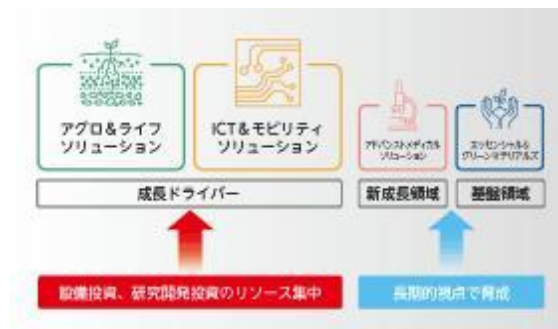 アグロ&ライフ
ソリューション
ICT&モビリティ
ソリューション
アドバンストメディカル
ソリューション
エッセンシャル&
グリーンマテリアルズ
成長ドライバー
新成長領域
基盤領域
設備投資、研究開発投資のリソース集中
長期的視点で育成